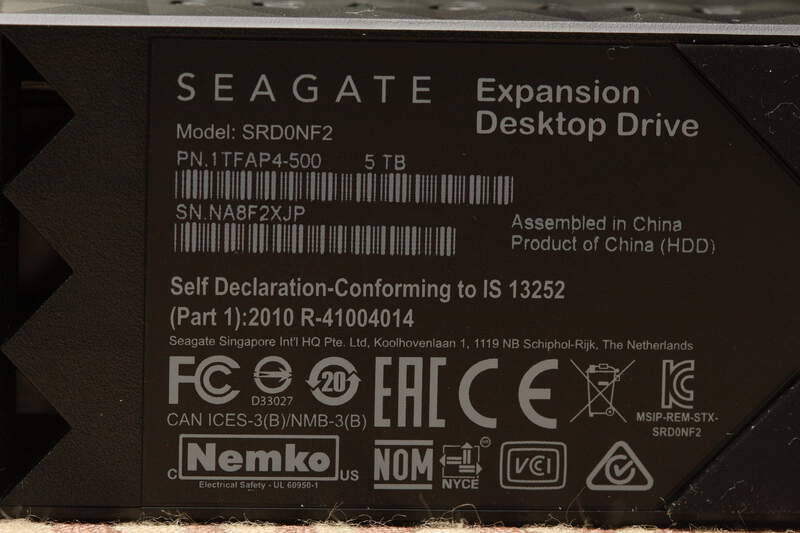 SEAGATE
Expansion
Desktop Drive
Model: SRD0NF2
PN.1TFAP4-500 5 TB
SN.NA8F2XJP
Assembled in China
Product of China (HDD)
Self Declaration-Conforming to IS 13252
(Part 1):2010 R-41004014
Seagate Singapore Int'l HQ Pte. Ltd, Koolhovenlaan 1, 1119 NB Schiphol-Rijk, The Netherlands
FC
D33027
20
EAC
CE
MSIP-REM-STX-
SRD0NF2
CAN ICES-3(B)/NMB-3(B)
C Nemko US
Electrical Safety - UL 60950-1
NOM
NYCE
VCI